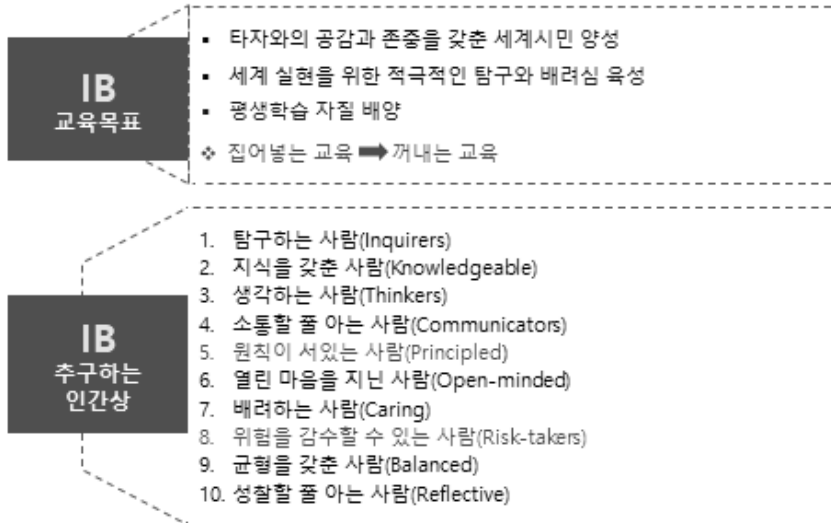 IB
교육목표
▪ 타자와의 공감과 존중을 갖춘 세계시민 양성
▪ 세계 실현을 위한 적극적인 탐구와 배려심 육성
▪ 평생학습 자질 배양
❖ 집어넣는 교육 ➡ 꺼내는 교육
IB
추구하는
인간상
1. 탐구하는 사람(Inquirers)
2. 지식을 갖춘 사람(Knowledgeable)
3. 생각하는 사람(Thinkers)
4. 소통할 줄 아는 사람(Communicators)
5. 원칙이 서있는 사람(Principled)
6. 열린 마음을 지닌 사람(Open-minded)
7. 배려하는 사람(Caring)
8. 위험을 감수할 수 있는 사람(Risk-takers)
9. 균형을 갖춘 사람(Balanced)
10. 성찰할 줄 아는 사람(Reflective)